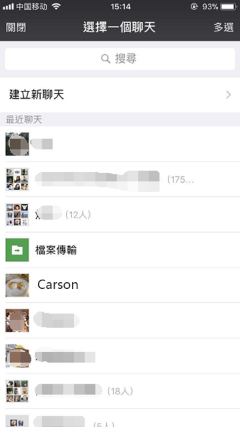 中国移动 15:14 93%
關閉 選擇一個聊天 多選
搜尋
建立新聊天
最近聊天
(175...
(12人)
檔案傳輸
Carson
(18人)
(5人)